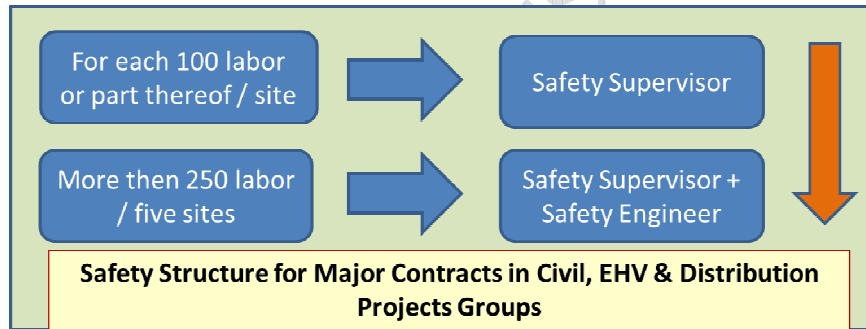 For each 100 labor
or part thereof / site
Safety Supervisor
More then 250 labor
/ five sites
Safety Supervisor +
Safety Engineer
Safety Structure for Major Contracts in Civil, EHV & Distribution
Projects Groups